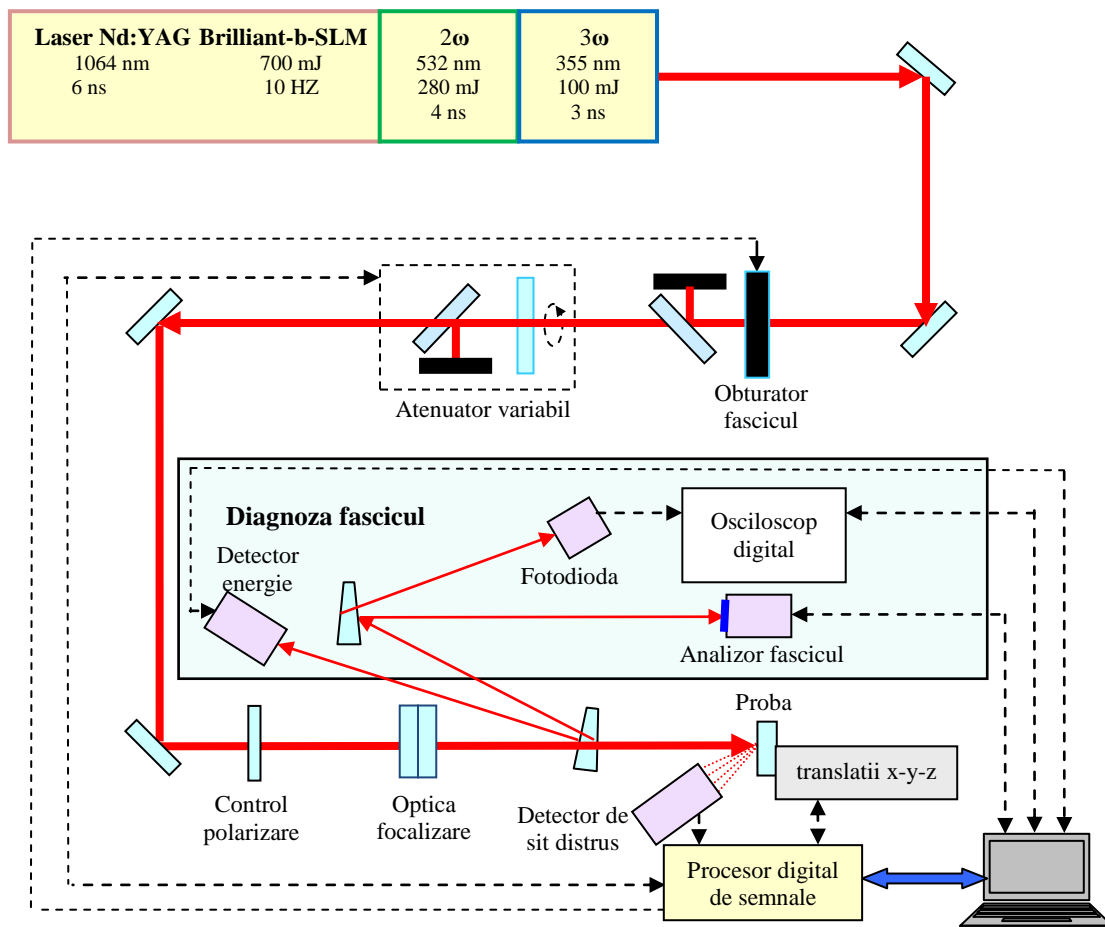 Laser Nd:YAG Brilliant-b-SLM
1064 nm 700 mJ
6 ns 10 HZ
2ω
532 nm
280 mJ
4 ns
3ω
355 nm
100 mJ
3 ns
Atenuator variabil
Obturator
fascicul
Diagnoza fascicul
Detector
energie
Fotodioda
Osciloscop
digital
Analizor fascicul
Proba
translatii x-y-z
Control
polarizare
Optica
focalizare
Detector de
sit distrus
Procesor digital
de semnale